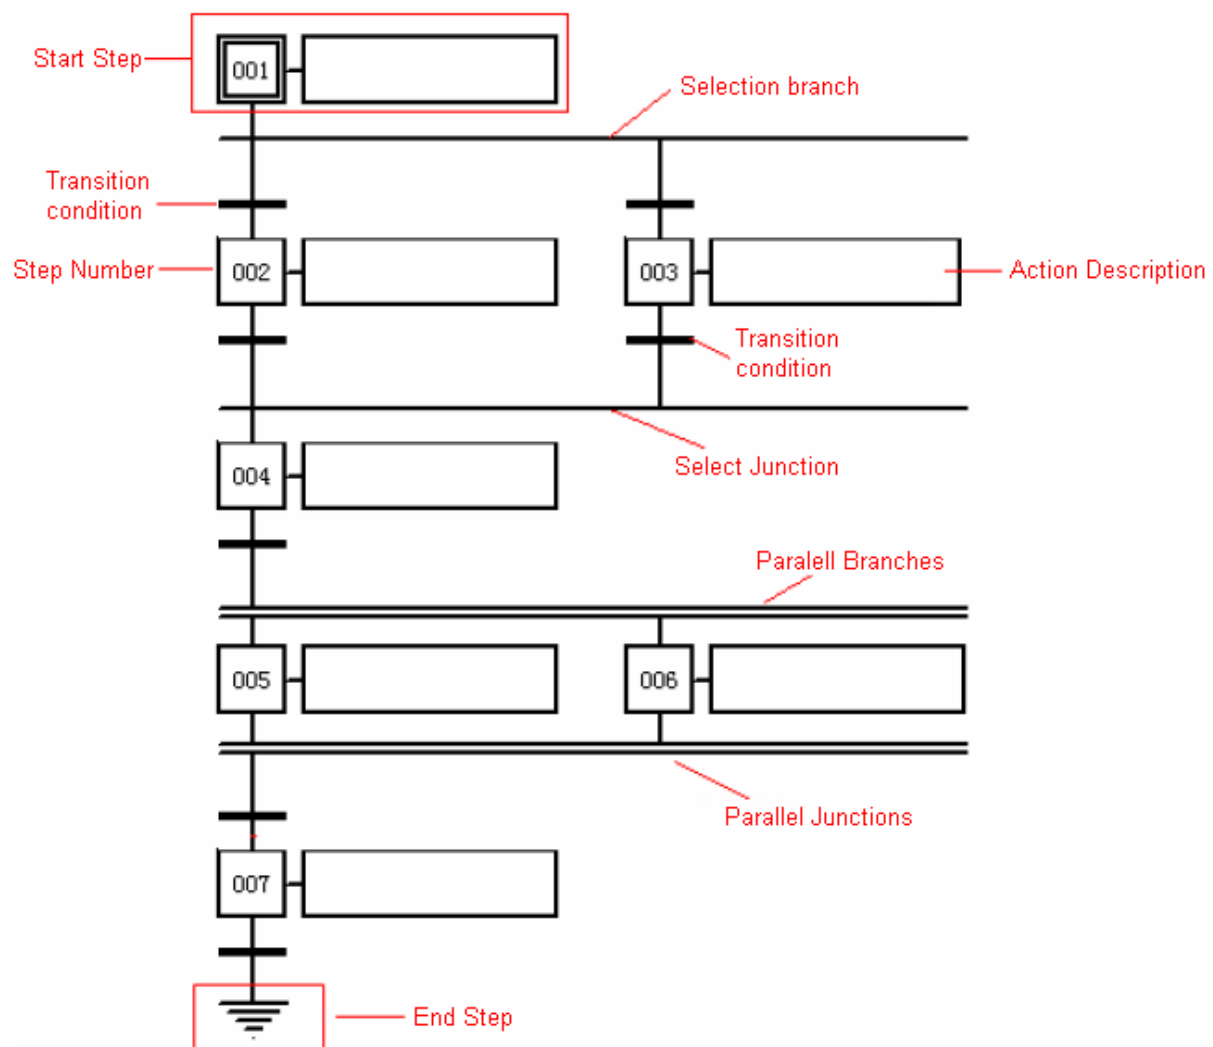 Start Step
001
Selection branch
Transition
condition
Step Number
002
003
Action Description
Transition
condition
Select Junction
004
Paralell Branches
005
006
Parallel Junctions
007
End Step